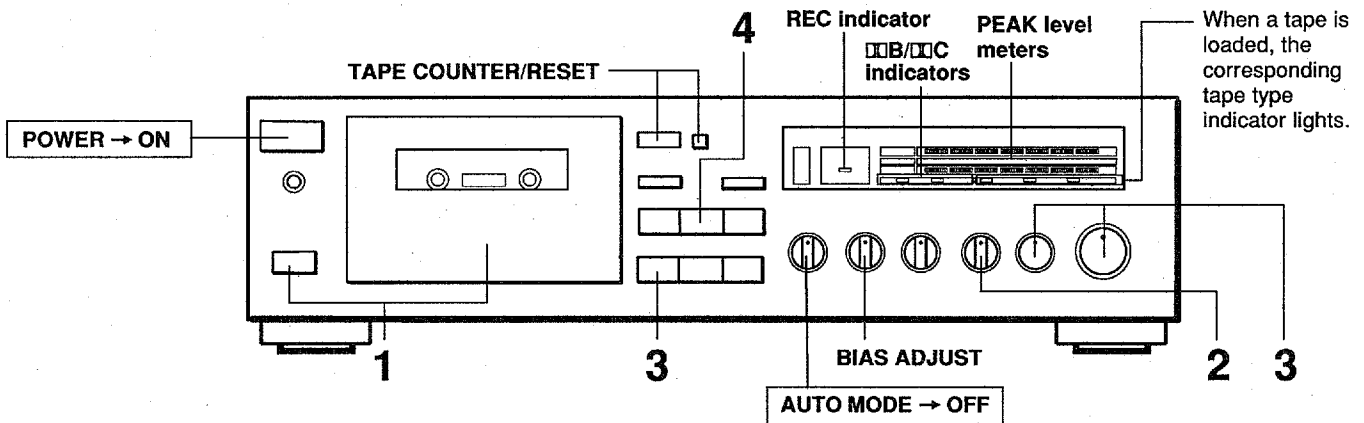 4
REC indicator
PEAK level
meters
When a tape is
loaded, the
corresponding
tape type
indicator lights.
B/C
indicators
TAPE COUNTER/RESET
POWER → ON
1
3
BIAS ADJUST
2
3
AUTO MODE → OFF